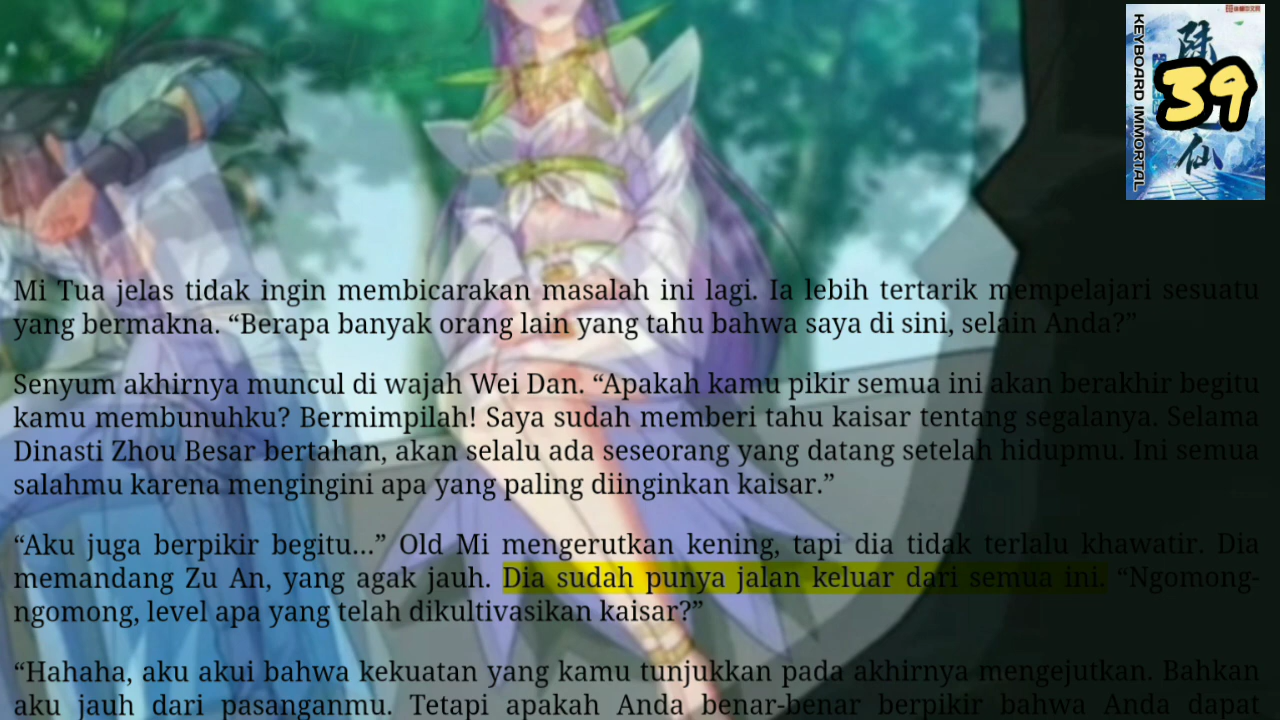 Mi Tua jelas tidak ingin membicarakan masalah ini lagi. Ia lebih tertarik mempelajari sesuatu
yang bermakna. “Berapa banyak orang lain yang tahu bahwa saya di sini, selain Anda?”
Senyum akhirnya muncul di wajah Wei Dan. “Apakah kamu pikir semua ini akan berakhir begitu
kamu membunuhku? Bermimpilah! Saya sudah memberi tahu kaisar tentang segalanya. Selama
Dinasti Zhou Besar bertahan, akan selalu ada seseorang yang datang setelah hidupmu. Ini semua
salahmu karena mengingini apa yang paling diinginkan kaisar.”
“Aku juga berpikir begitu…” Old Mi mengerutkan kening, tapi dia tidak terlalu khawatir. Dia
memandang Zu An, yang agak jauh. Dia sudah punya jalan keluar dari semua ini. “Ngomong-
ngomong, level apa yang telah dikultivasikan kaisar?”
“Hahaha, aku akui bahwa kekuatan yang kamu tunjukkan pada akhirnya mengejutkan. Bahkan
aku jauh dari pasanganmu. Tetapi apakah Anda benar-benar berpikir bahwa Anda dapat
KEYBOARD IMMORTAL
陆
39
仙